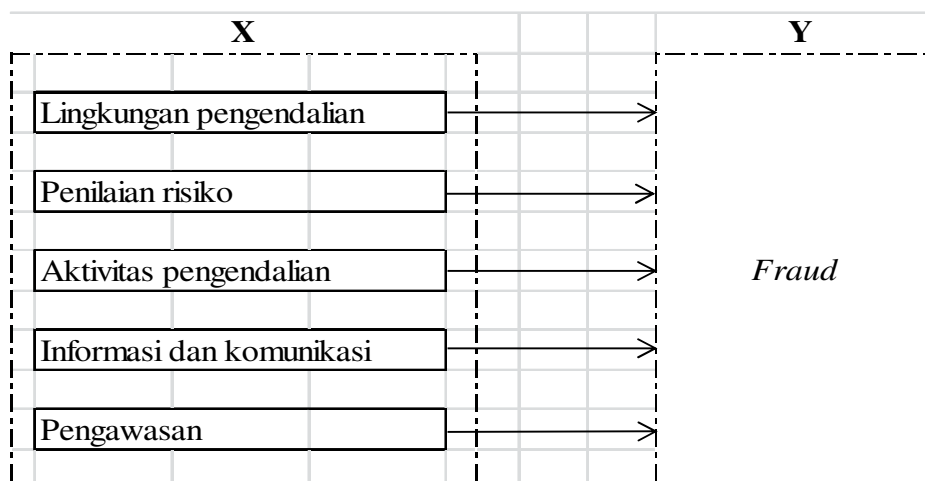 X
Y
Lingkungan pengendalian
Penilaian risiko
Aktivitas pengendalian
Fraud
Informasi dan komunikasi
Pengawasan